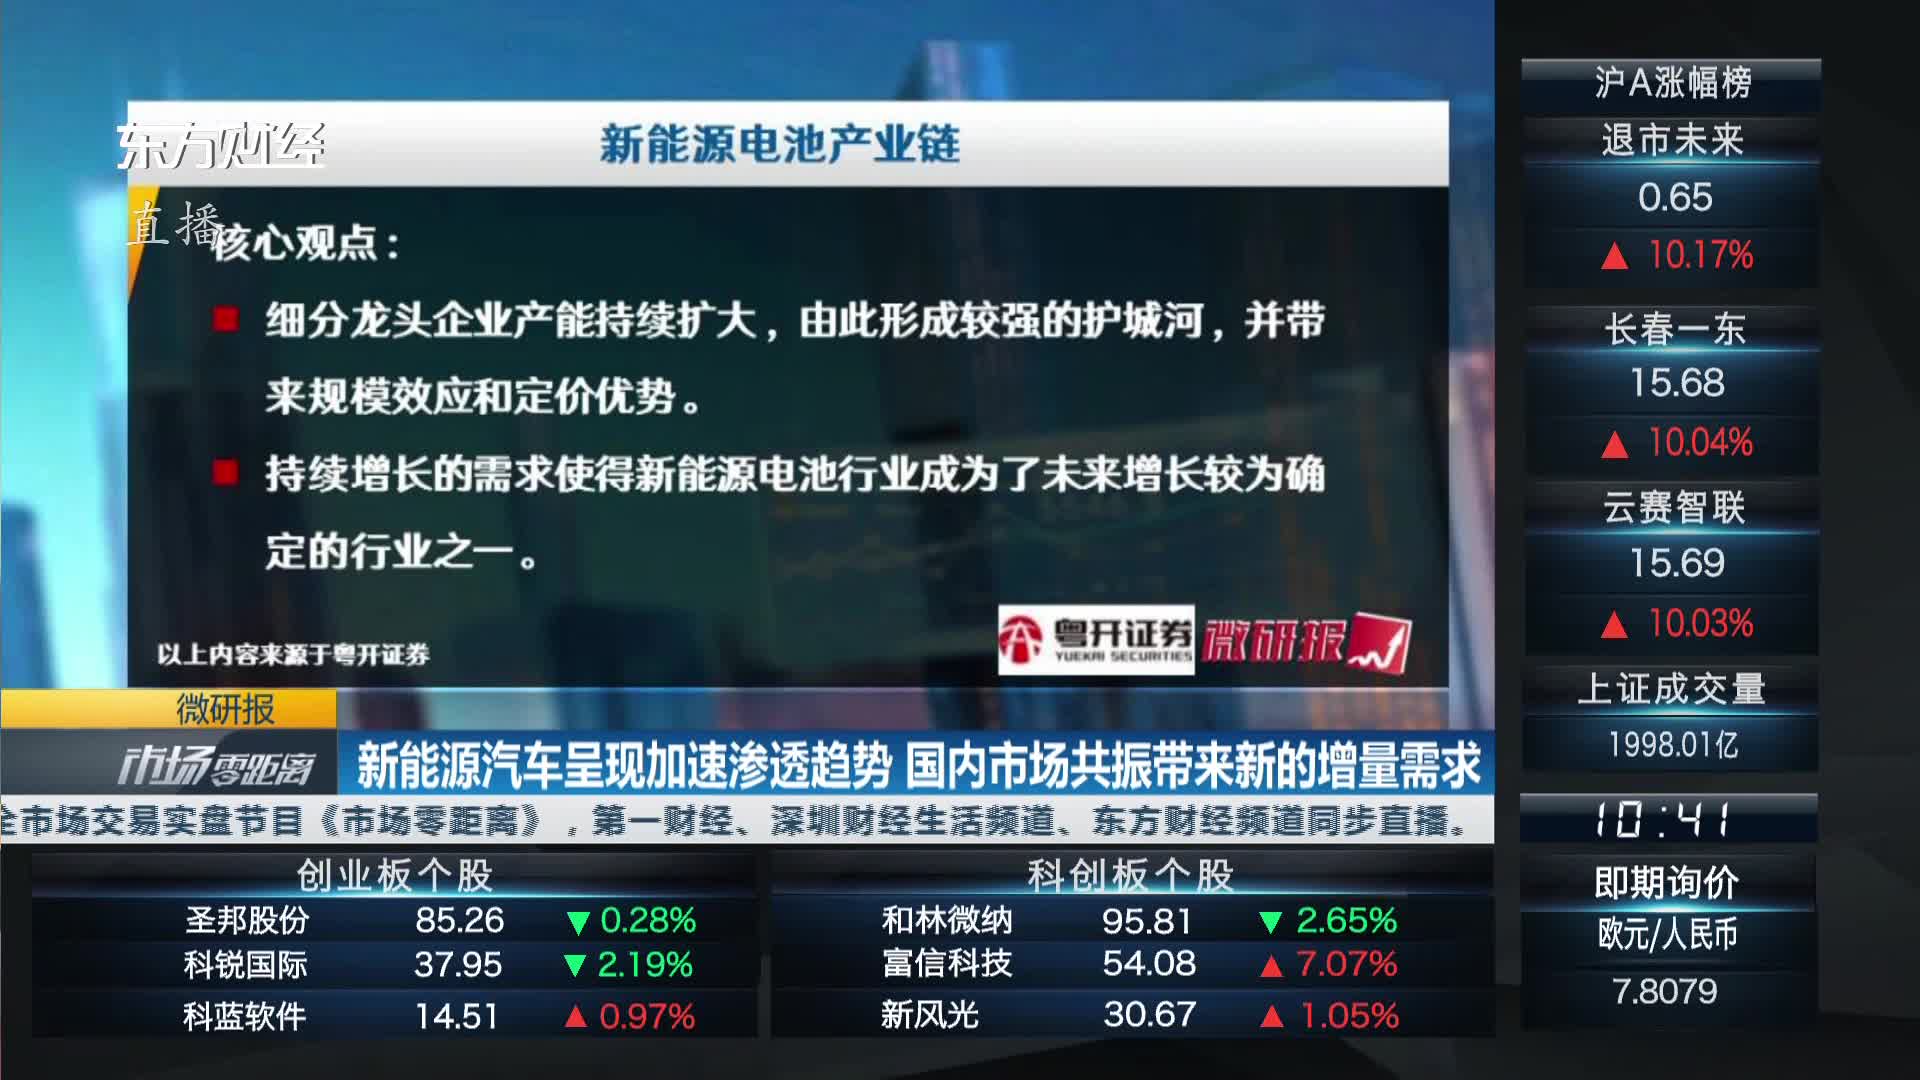 东方财经
直播
新能源电池产业链
核心观点：
细分龙头企业产能持续扩大，由此形成较强的护城河，并带
来规模效应和定价优势。
持续增长的需求使得新能源电池行业成为了未来增长较为确
定的行业之一。
以上内容来源于粤开证券
粤开证券
YUEKAI SECURITIES
微研报
微研报
市场零距离
新能源汽车呈现加速渗透趋势 国内市场共振带来新的增量需求
全市场交易实盘节目《市场零距离》，第一财经、深圳财经生活频道、东方财经频道同步直播。
创业板个股
圣邦股份 85.26 ▼0.28%
科锐国际 37.95 ▼2.19%
科蓝软件 14.51 ▲0.97%
科创板个股
和林微纳 95.81 ▼2.65%
富信科技 54.08 ▲7.07%
新风光 30.67 ▲1.05%
沪A涨幅榜
退市未来
0.65
▲ 10.17%
长春一东
15.68
▲ 10.04%
云赛智联
15.69
▲ 10.03%
上证成交量
1998.01亿
10:41
即期询价
欧元/人民币
7.8079